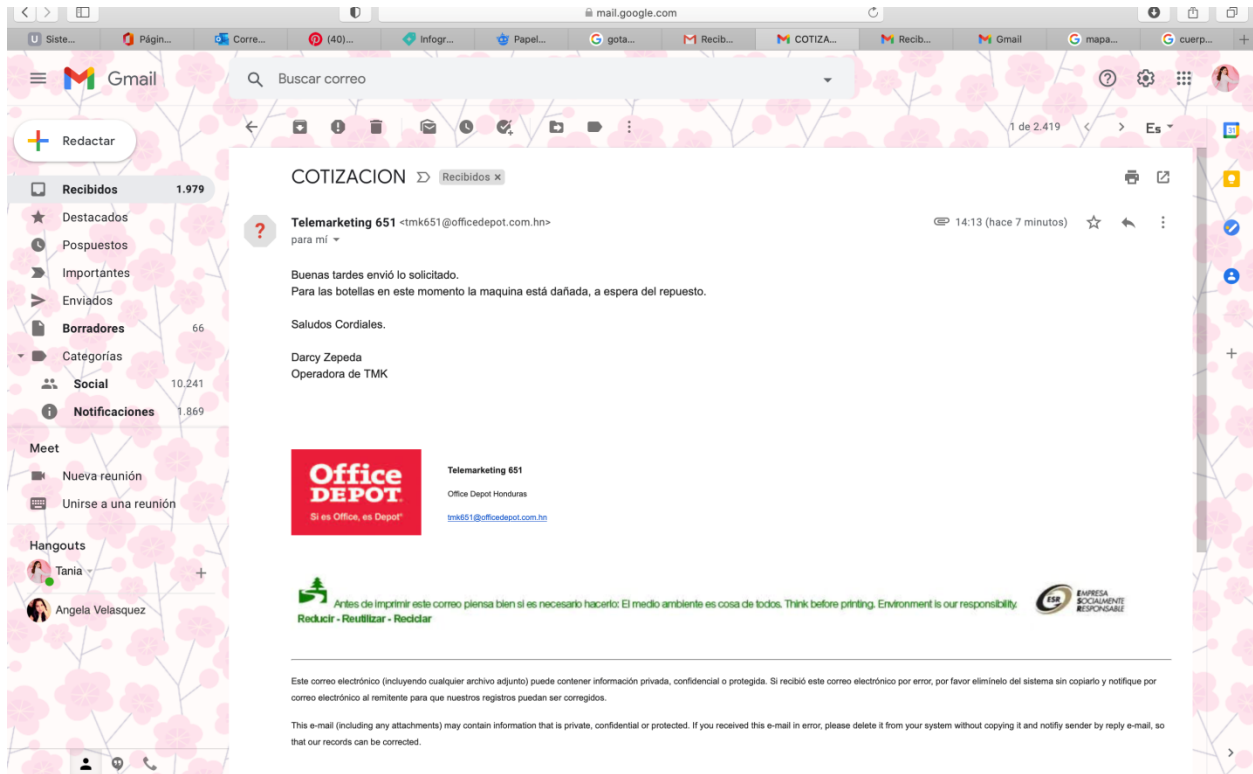 mail.google.com
U Siste...
Págin...
Corre...
(40)...
Infogr...
Papel...
G gota...
Recib...
COTIZA...
Recib...
Gmail
G mapa...
G cuerp...
Gmail
Buscar correo
Redactar
1 de 2.419
Es
31
Recibidos 1.979
Destacados
Pospuestos
Importantes
Enviados
Borradores 66
Categorías
Social 10.241
Notificaciones 1.869
Meet
Nueva reunión
Unirse a una reunión
Hangouts
Tania
Angela Velasquez
COTIZACION Recibidos x
Telemarketing 651 <tmk651@officedepot.com.hn>
14:13 (hace 7 minutos)
para mí
Buenas tardes envió lo solicitado.
Para las botellas en este momento la maquina está dañada, a espera del repuesto.
Saludos Cordiales.
Darcy Zepeda
Operadora de TMK
Office
DEPOT
Si es Office, es Depot
Telemarketing 651
Office Depot Honduras
tmk651@officedepot.com.hn
Antes de imprimir este correo piensa bien si es necesario hacerlo: El medio ambiente es cosa de todos. Think before printing. Environment is our responsibility.
Reducir - Reutilizar - Reciclar
ESR
EMPRESA
SOCIALMENTE
RESPONSABLE
Este correo electrónico (incluyendo cualquier archivo adjunto) puede contener información privada, confidencial o protegida. Si recibió este correo electrónico por error, por favor elimínelo del sistema sin copiarlo y notifique por
correo electrónico al remitente para que nuestros registros puedan ser corregidos.
This e-mail (including any attachments) may contain information that is private, confidential or protected. If you received this e-mail in error, please delete it from your system without copying it and notifiy sender by reply e-mail, so
that our records can be corrected.